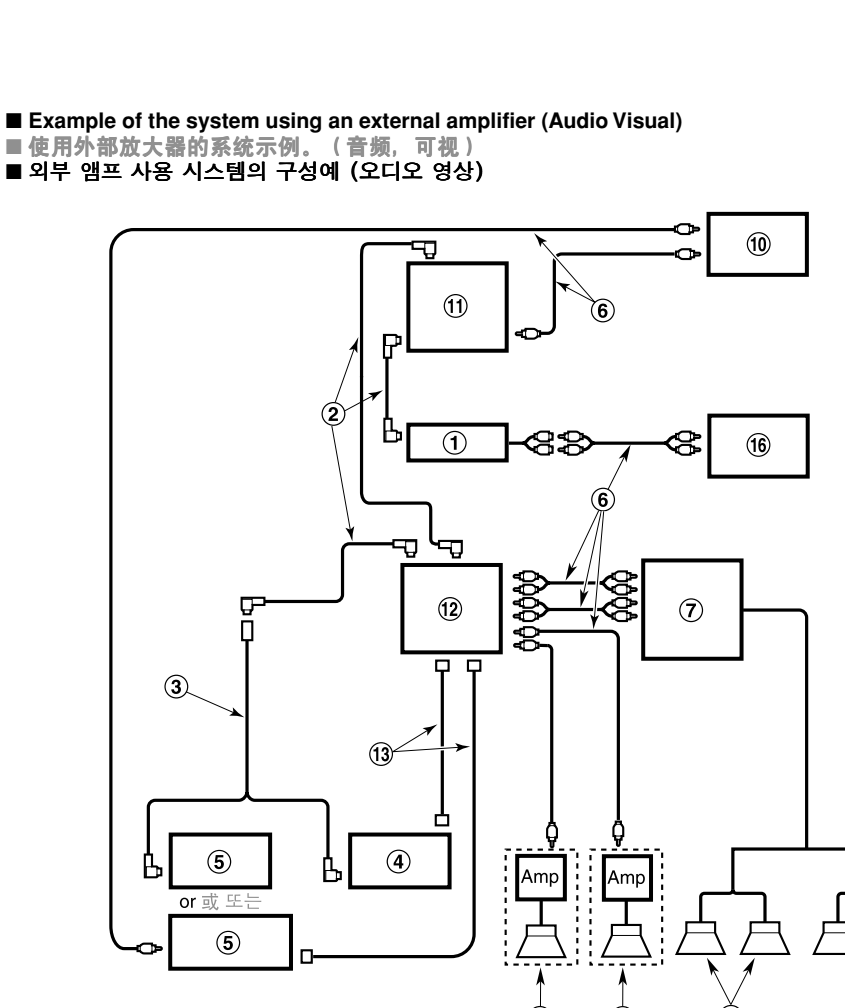 ■ Example of the system using an external amplifier (Audio Visual)
■ 使用外部放大器的系统示例。（音频，可视）
■ 외부 앰프 사용 시스템의 구성예 (오디오 영상)
⑩
⑪
⑥
②
①
⑯
⑥
⑫
⑦
③
⑬
⑤
④
Amp
Amp
or 或 또는
⑤